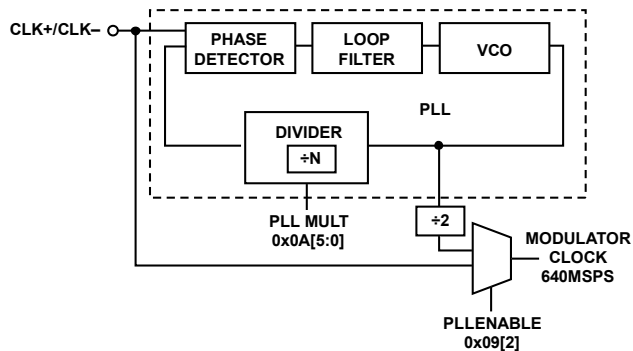 CLK+/CLK–
PHASE
DETECTOR
LOOP
FILTER
VCO
PLL
DIVIDER
÷N
PLL MULT
0x0A[5:0]
÷2
MODULATOR
CLOCK
640MSPS
PLLENABLE
0x09[2]